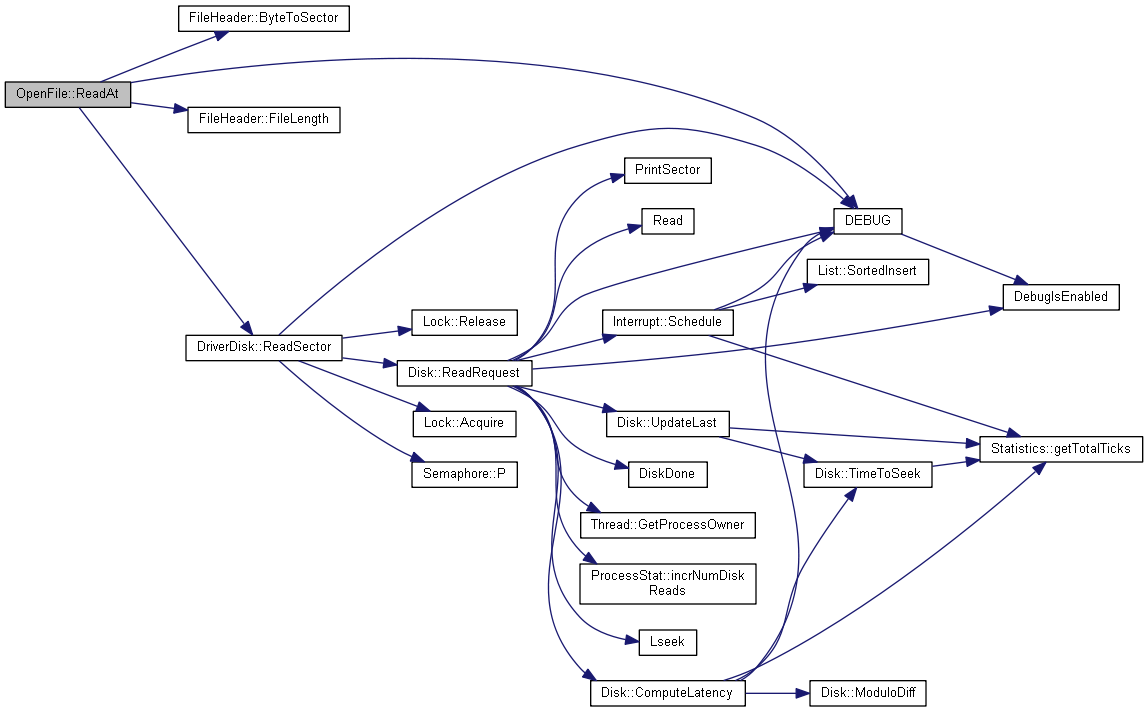 FileHeader::ByteToSector
OpenFile::ReadAt
FileHeader::FileLength
PrintSector
Read
DEBUG
List::SortedInsert
DebugIsEnabled
Lock::Release
Interrupt::Schedule
DriverDisk::ReadSector
Disk::ReadRequest
Lock::Acquire
Disk::UpdateLast
Statistics::getTotalTicks
Semaphore::P
DiskDone
Disk::TimeToSeek
Thread::GetProcessOwner
ProcessStat::incrNumDisk
Reads
Lseek
Disk::ComputeLatency
Disk::ModuloDiff